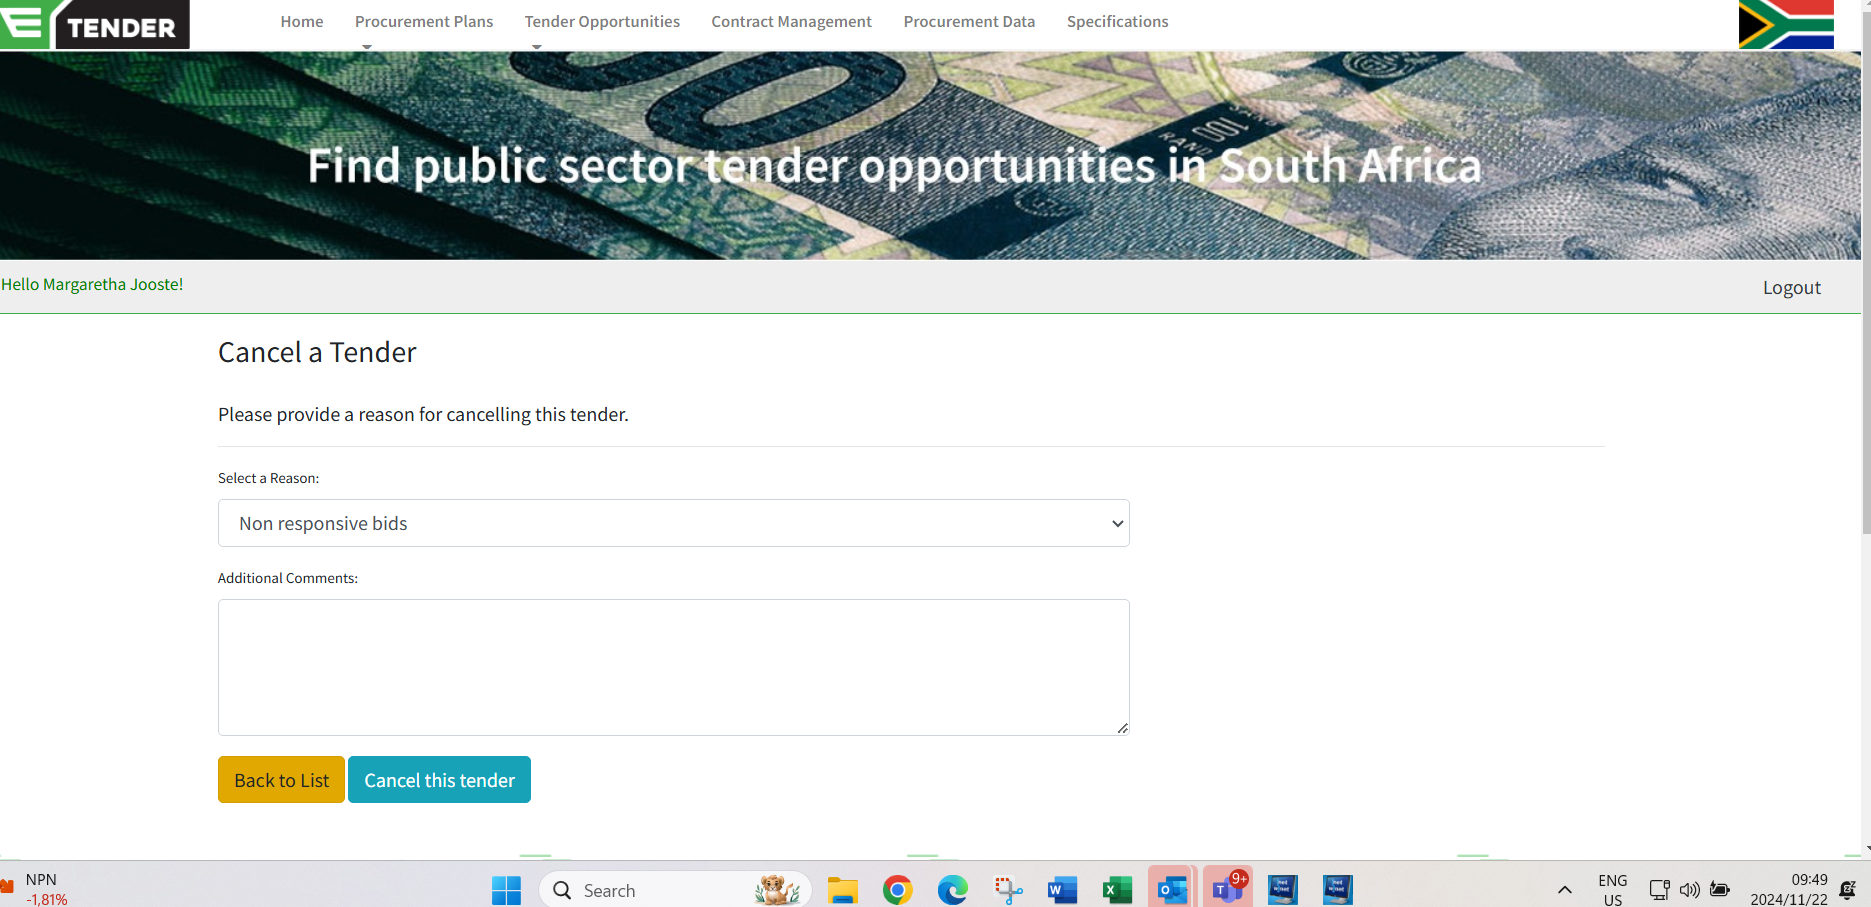 TENDER
Home Procurement Plans Tender Opportunities Contract Management Procurement Data Specifications
100
RAN
Find public sector tender opportunities in South Africa
Hello Margaretha Jooste!
Logout
Cancel a Tender
Please provide a reason for cancelling this tender.
Select a Reason:
Non responsive bids
Additional Comments:
Back to List Cancel this tender
NPN
-1,81%
Search
9+
ENG
US
09:49
2024/11/22